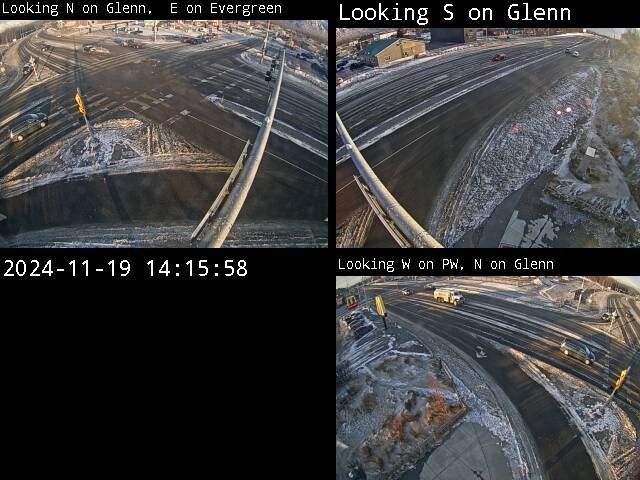 Looking N on Glenn,  E on Evergreen
Looking S on Glenn
2024-11-19 14:15:58
Looking W on PW, N on Glenn